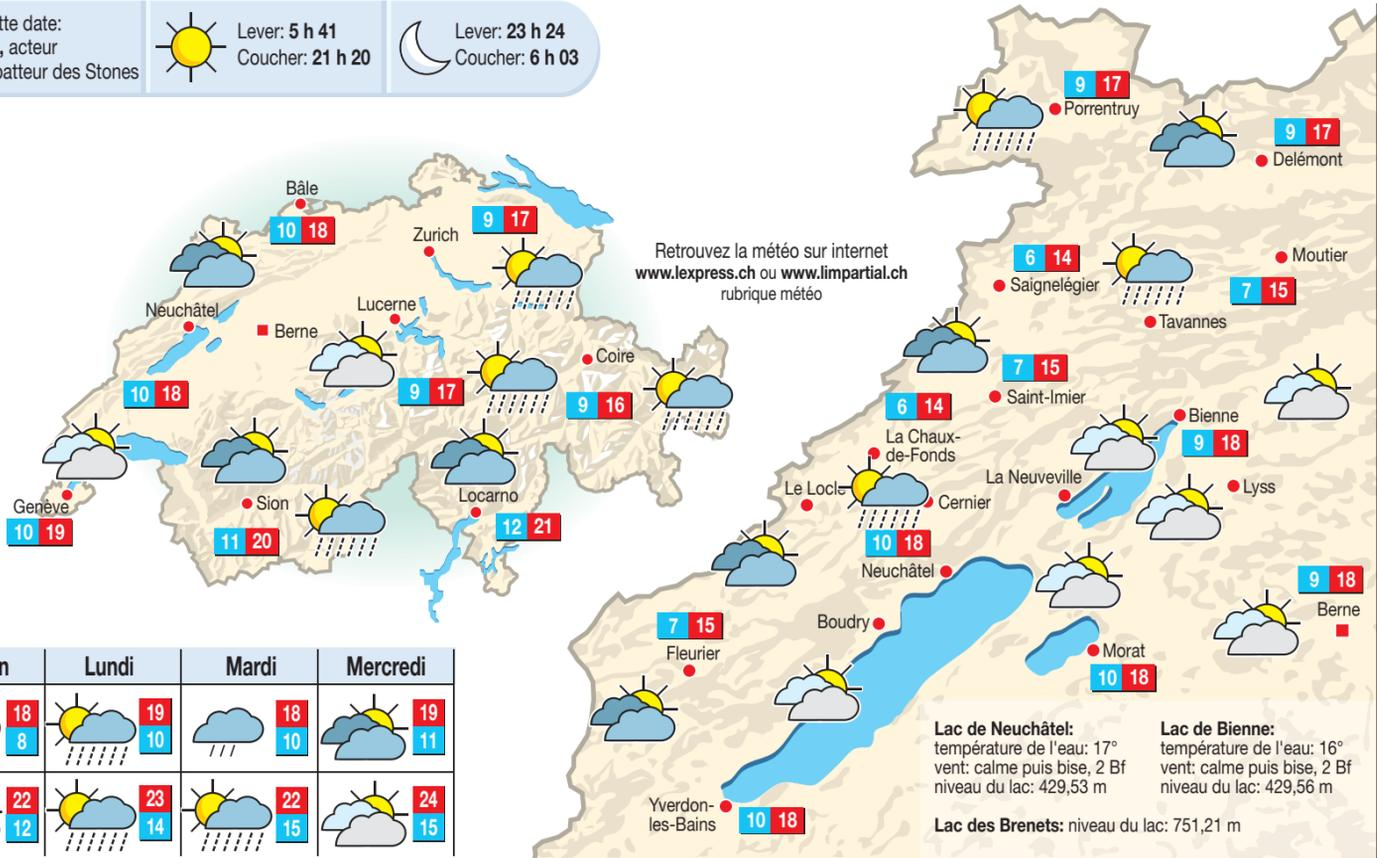 tte date:
, acteur
batteur des Stones
Lever: 5 h 41
Coucher: 21 h 20
Lever: 23 h 24
Coucher: 6 h 03
Bâle
10 18
Zurich
9 17
Neuchâtel
10 18
Berne
Lucerne
9 17
Coire
9 16
Genève
10 19
Sion
11 20
Locarno
12 21
Retrouvez la météo sur internet
www.lexpress.ch ou www.limpartial.ch
rubrique météo
9 17
Porrentruy
9 17
Delémont
6 14
Saignelégier
Moutier
7 15
Tavannes
7 15
Saint-Imier
6 14
La Chaux-
de-Fonds
Bienne
9 18
Le Locle
Cernier
La Neuveville
Lyss
10 18
Neuchâtel
9 18
Berne
Boudry
7 15
Fleurier
Morat
10 18
Yverdon-
les-Bains
10 18
n Lundi Mardi Mercredi
18 19 18 19
8 10 10 11
22 23 22 24
12 14 15 15
Lac de Neuchâtel:
température de l'eau: 17°
vent: calme puis bise, 2 Bf
niveau du lac: 429,53 m
Lac de Bienne:
température de l'eau: 16°
vent: calme puis bise, 2 Bf
niveau du lac: 429,56 m
Lac des Brenets: niveau du lac: 751,21 m